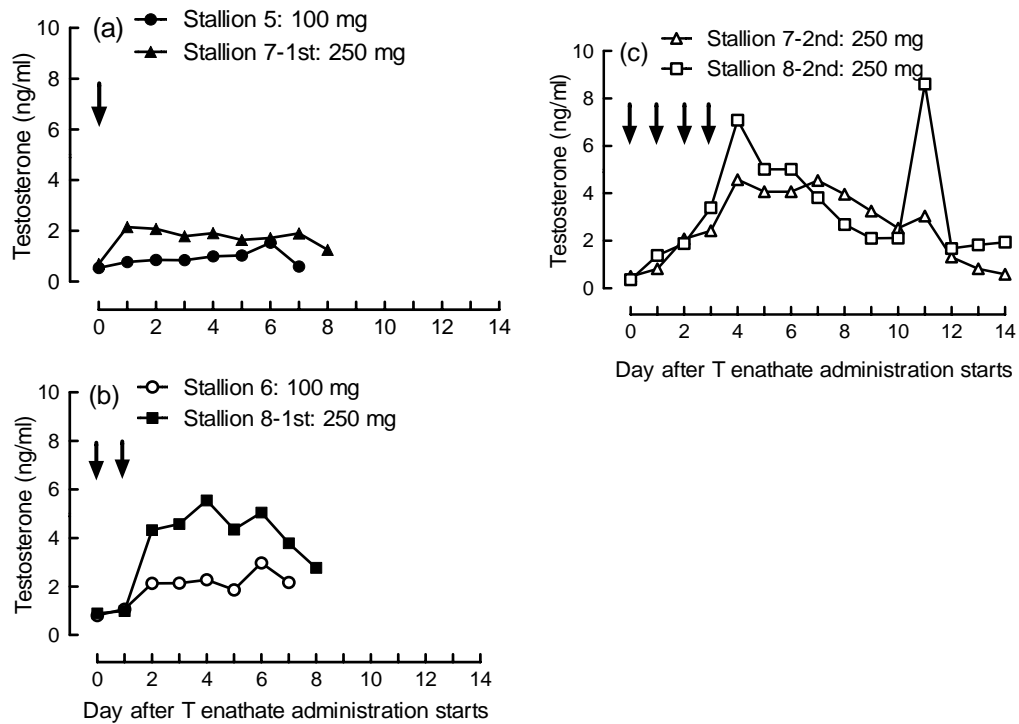 (a)
Stallion 5: 100 mg
Stallion 7-1st: 250 mg
Testosterone (ng/ml)
10
8
6
4
2
0
0 2 4 6 8 10 12 14
(b)
Stallion 6: 100 mg
Stallion 8-1st: 250 mg
Testosterone (ng/ml)
10
8
6
4
2
0
0 2 4 6 8 10 12 14
Day after T enathate administration starts
(c)
Stallion 7-2nd: 250 mg
Stallion 8-2nd: 250 mg
Testosterone (ng/ml)
10
8
6
4
2
0
0 2 4 6 8 10 12 14
Day after T enathate administration starts